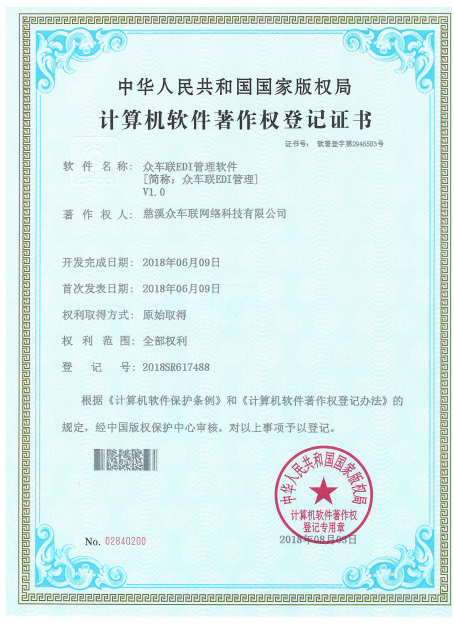 中华人民共和国国家版权局
计算机软件著作权登记证书
证书号： 软著登字第2946583号
软件名称： 众车联EDI管理软件
[简称：众车联EDI管理]
V1.0
著作权人： 慈溪众车联网络科技有限公司
开发完成日期： 2018年06月09日
首次发表日期： 2018年06月09日
权利取得方式： 原始取得
权利范围： 全部权利
登记号： 2018SR617488
根据《计算机软件保护条例》和《计算机软件著作权登记办法》的
规定，经中国版权保护中心审核，对以上事项予以登记。
中华人民共和国国家版权局
计算机软件著作权
登记专用章
No. 02840200
2018年08月03日